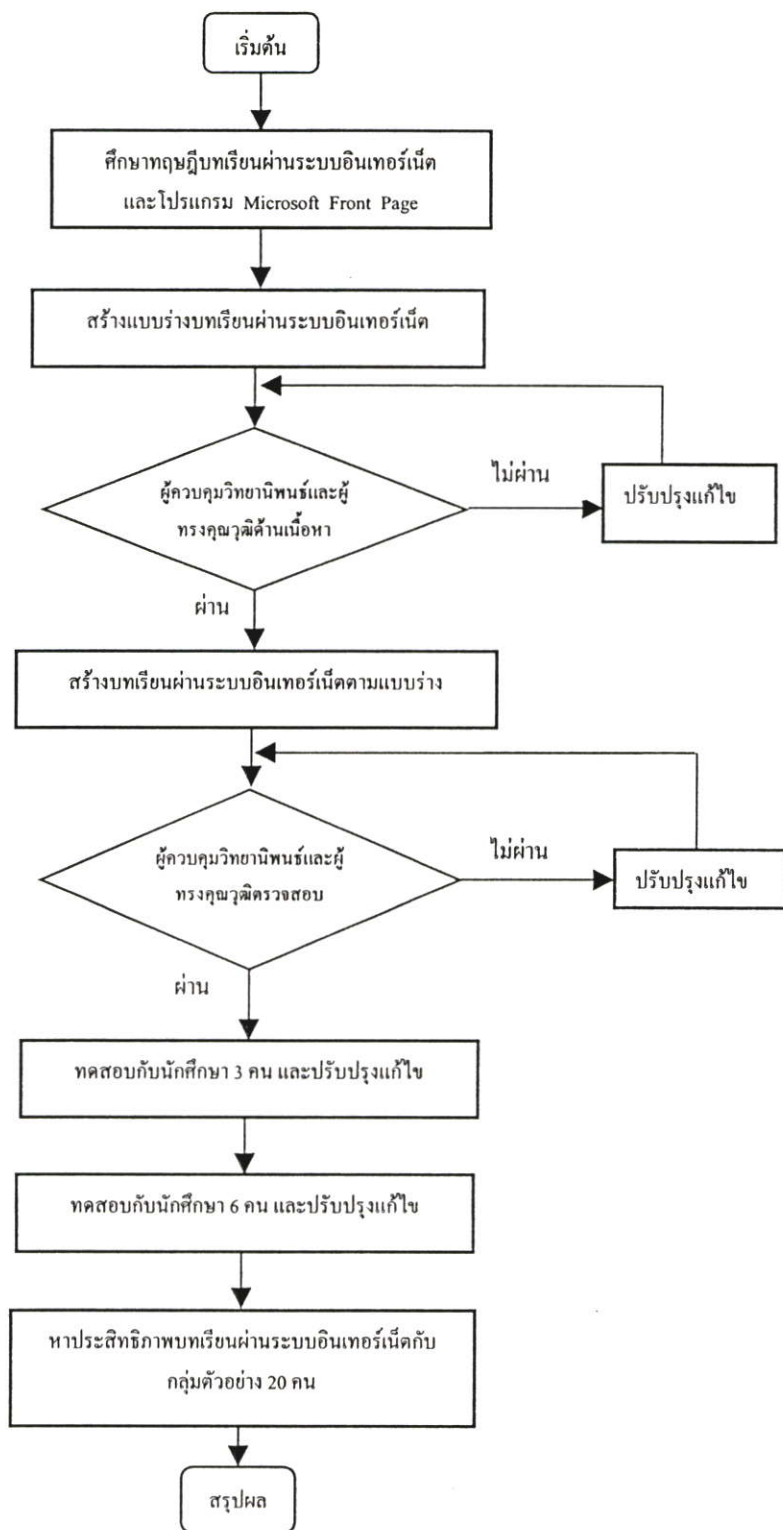 เริ่มต้น
ศึกษาทฤษฎีบทเรียนผ่านระบบอินเทอร์เน็ต
และโปรแกรม Microsoft Front Page
สร้างแบบร่างบทเรียนผ่านระบบอินเทอร์เน็ต
ผู้ควบคุมวิทยานิพนธ์และผู้
ทรงคุณวุฒิด้านเนื้อหา
ไม่ผ่าน
ปรับปรุงแก้ไข
ผ่าน
สร้างบทเรียนผ่านระบบอินเทอร์เน็ตตามแบบร่าง
ผู้ควบคุมวิทยานิพนธ์และผู้
ทรงคุณวุฒิตรวจสอบ
ไม่ผ่าน
ปรับปรุงแก้ไข
ผ่าน
ทดสอบกับนักศึกษา 3 คน และปรับปรุงแก้ไข
ทดสอบกับนักศึกษา 6 คน และปรับปรุงแก้ไข
หาประสิทธิภาพบทเรียนผ่านระบบอินเทอร์เน็ตกับ
กลุ่มตัวอย่าง 20 คน
สรุปผล